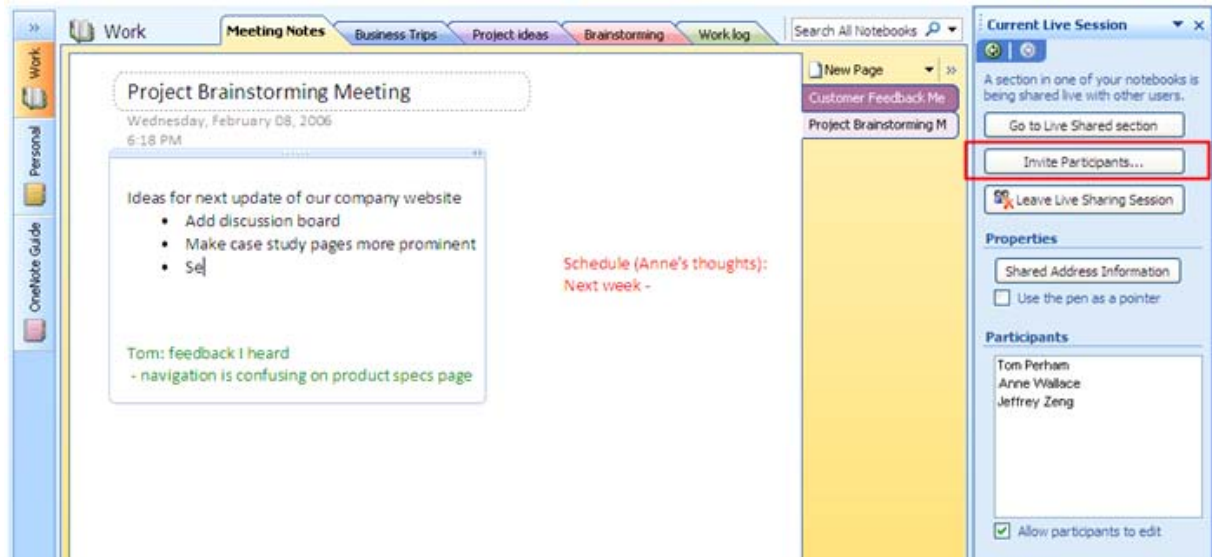 »
Work
Personal
OneNote Guide
Work
Meeting Notes
Business Trips
Project ideas
Brainstorming
Work log
Search All Notebooks
Project Brainstorming Meeting
Wednesday, February 08, 2006
6:18 PM
Ideas for next update of our company website
• Add discussion board
• Make case study pages more prominent
• Se
Schedule (Anne's thoughts):
Next week -
Tom: feedback I heard
- navigation is confusing on product specs page
New Page »
Customer Feedback Me
Project Brainstorming M
Current Live Session
A section in one of your notebooks is
being shared live with other users.
Go to Live Shared section
Invite Participants...
Leave Live Sharing Session
Properties
Shared Address Information
Use the pen as a pointer
Participants
Tom Perham
Anne Wallace
Jeffrey Zeng
Allow participants to edit